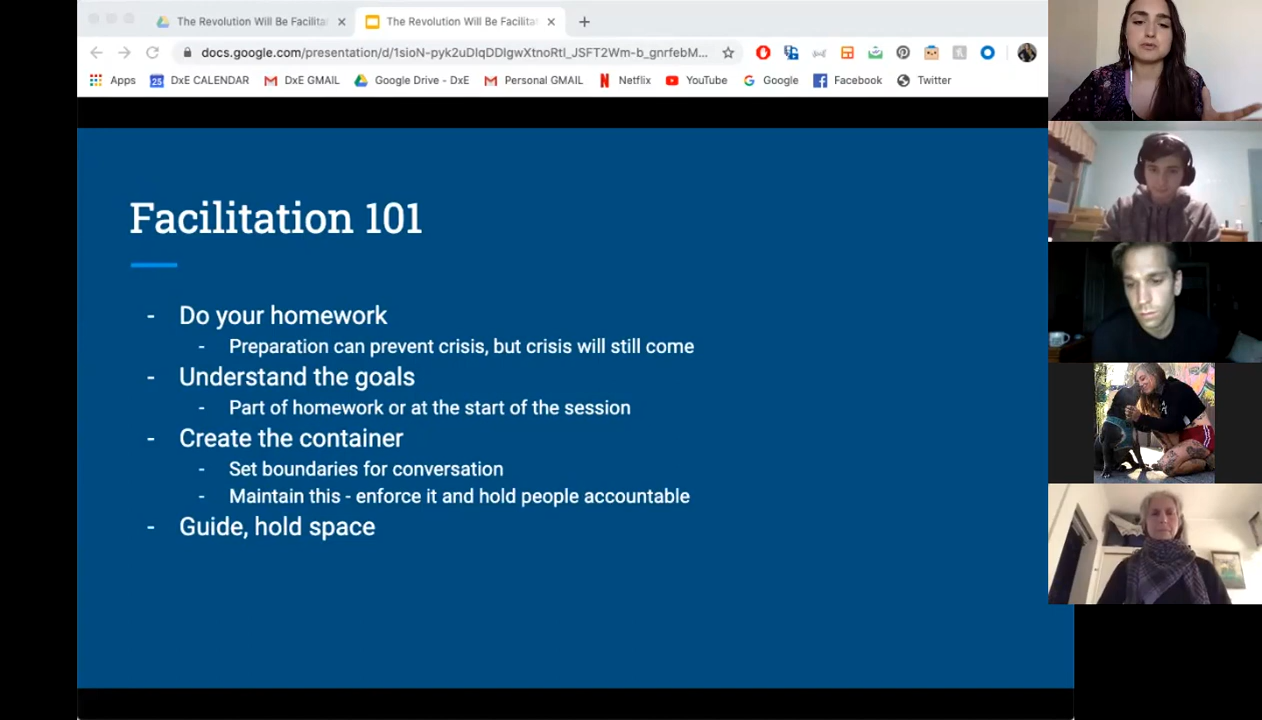 The Revolution Will Be Facilita
The Revolution Will Be Facilitat
docs.google.com/presentation/d/1sioN-pyk2uDlqDDlgwXtnoRtl_JSFT2Wm-b_gnrfebM...
Apps
25
DxE CALENDAR
DxE GMAIL
Google Drive - DxE
Personal GMAIL
Netflix
YouTube
Google
Facebook
Twitter
Facilitation 101
- Do your homework
- Preparation can prevent crisis, but crisis will still come
- Understand the goals
- Part of homework or at the start of the session
- Create the container
- Set boundaries for conversation
- Maintain this - enforce it and hold people accountable
- Guide, hold space